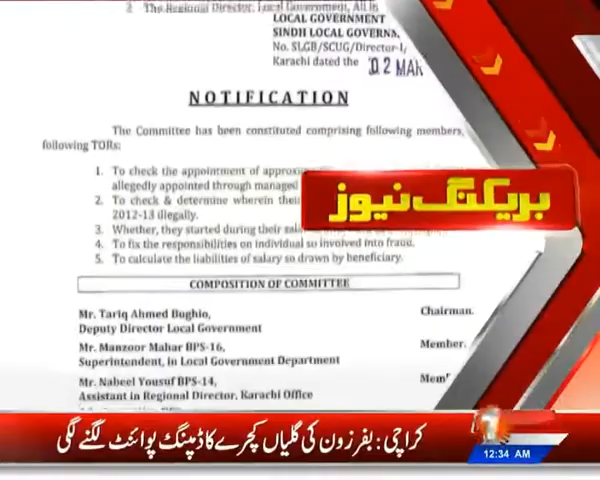 2 The Regional Director, Local Government, All in
LOCAL GOVERNMENT
SINDH LOCAL GOVERNA
No. SLGB/SCUG/Director-I/
Karachi dated the 02 MAR
NOTIFICATION
The Committee has been constituted comprising following members,
following TORs:
1. To check the appointment of approx
allegedly appointed through managed
2. To check & determine wherein their
2012-13 illegally.
3. Whether, they started during their sala
4. To fix the responsibilities on individual so involved into fraud.
5. To calculate the liabilities of salary so drawn by beneficiary.
بریکنگ نیوز
COMPOSITION OF COMMITTEE
Mr. Tariq Ahmed Bughio, Chairman.
Deputy Director Local Government
Mr. Manzoor Mahar BPS-16, Member.
Superintendent, in Local Government Department
Mr. Nabeel Yousuf BPS-14, Mem
Assistant in Regional Director, Karachi Office
کراچی: بفرزون کی گلیاں کچرے کا ڈمپنگ پوائنٹ لگنے لگی
12:34 AM